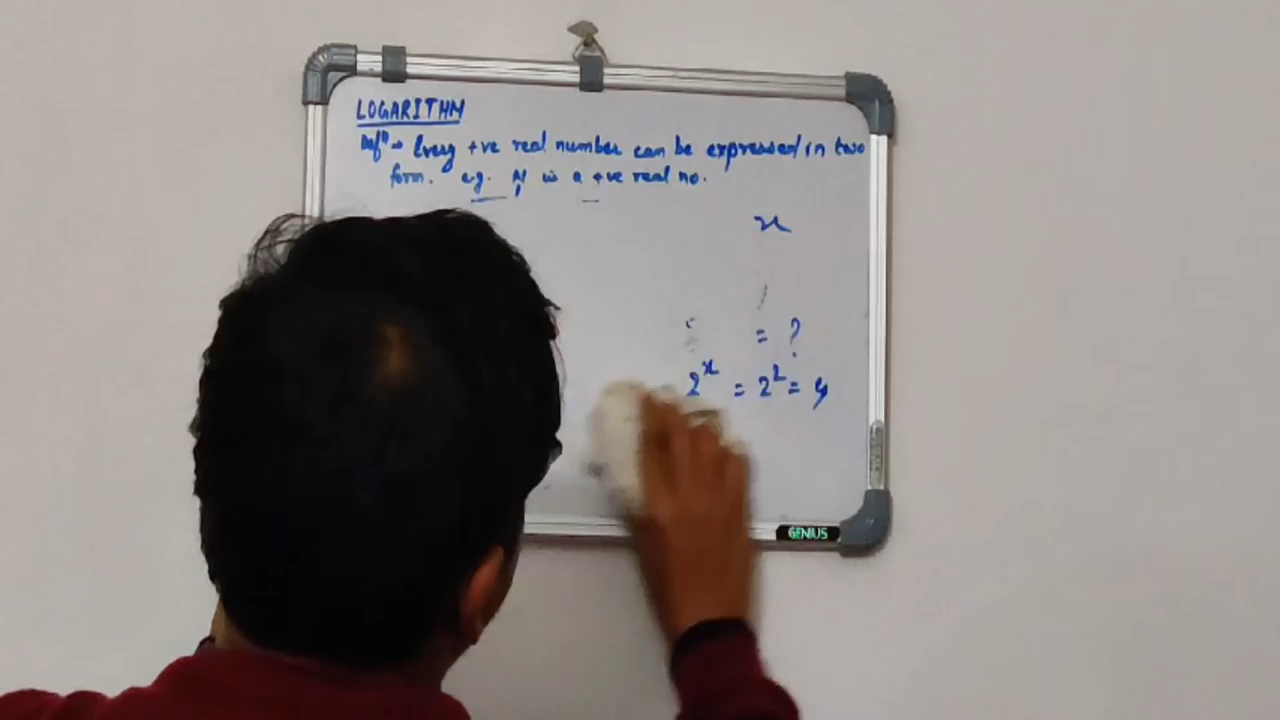 LOGARITHM
Defⁿ → Every +ve real number can be expressed in two
form. e.g. N is a +ve real no.
x
= ?
2ˣ = 2² = 4
GENIUS